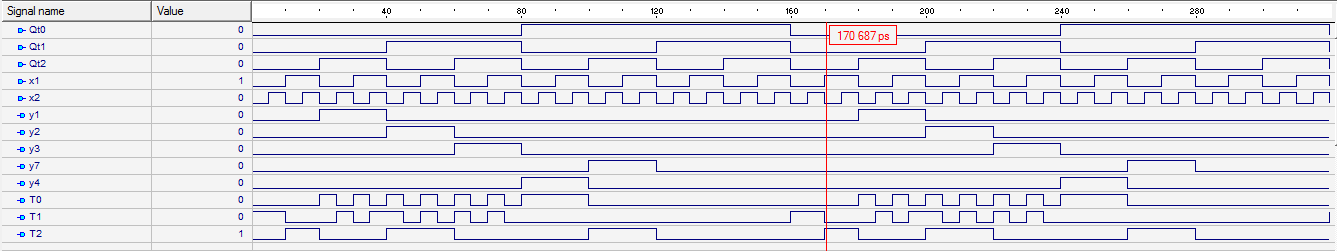 Signal name Value 40 80 120 160 200 240 280
Qt0 0 170 687 ps
Qt1 0
Qt2 0
x1 1
x2 0
y1 0
y2 0
y3 0
y7 0
y4 0
T0 0
T1 0
T2 1